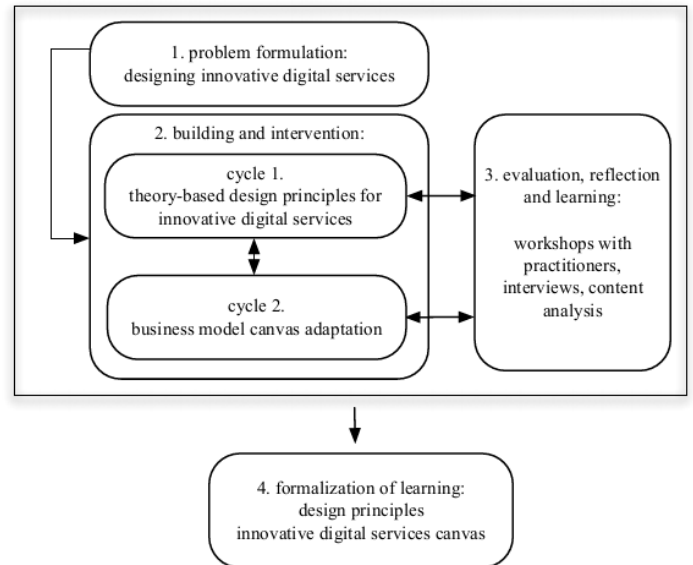 1. problem formulation:
designing innovative digital services
2. building and intervention:
cycle 1.
theory-based design principles for
innovative digital services
cycle 2.
business model canvas adaptation
3. evaluation, reflection
and learning:
workshops with
practitioners,
interviews, content
analysis
4. formalization of learning:
design principles
innovative digital services canvas